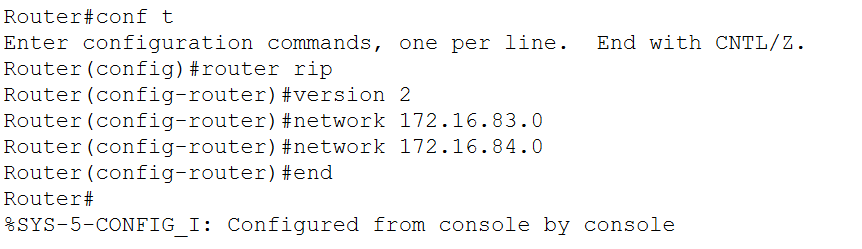 Router#conf t
Enter configuration commands, one per line.  End with CNTL/Z.
Router(config)#router rip
Router(config-router)#version 2
Router(config-router)#network 172.16.83.0
Router(config-router)#network 172.16.84.0
Router(config-router)#end
Router#
%SYS-5-CONFIG_I: Configured from console by console